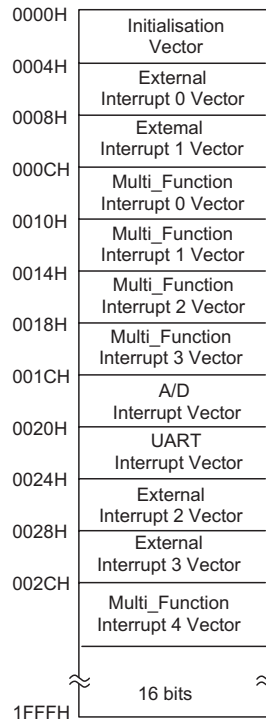 0000H
Initialisation
Vector
0004H
External
Interrupt 0 Vector
0008H
Extemal
Interrupt 1 Vector
000CH
Multi_Function
Interrupt 0 Vector
0010H
Multi_Function
Interrupt 1 Vector
0014H
Multi_Function
Interrupt 2 Vector
0018H
Multi_Function
Interrupt 3 Vector
001CH
A/D
Interrupt Vector
0020H
UART
Interrupt Vector
0024H
External
Interrupt 2 Vector
0028H
External
Interrupt 3 Vector
002CH
Multi_Function
Interrupt 4 Vector
16 bits
1FFFH